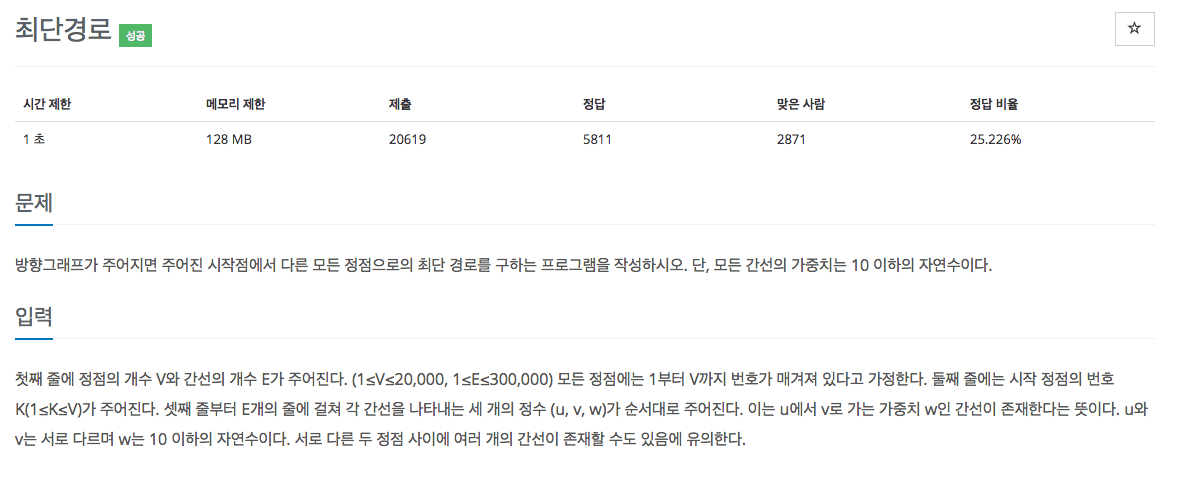 최단경로 성공
☆
시간 제한 메모리 제한 제출 정답 맞은 사람 정답 비율
1 초 128 MB 20619 5811 2871 25.226%
문제
방향그래프가 주어지면 주어진 시작점에서 다른 모든 정점으로의 최단 경로를 구하는 프로그램을 작성하시오. 단, 모든 간선의 가중치는 10 이하의 자연수이다.
입력
첫째 줄에 정점의 개수 V와 간선의 개수 E가 주어진다. (1≤V≤20,000, 1≤E≤300,000) 모든 정점에는 1부터 V까지 번호가 매겨져 있다고 가정한다. 둘째 줄에는 시작 정점의 번호
K(1≤K≤V)가 주어진다. 셋째 줄부터 E개의 줄에 걸쳐 각 간선을 나타내는 세 개의 정수 (u, v, w)가 순서대로 주어진다. 이는 u에서 v로 가는 가중치 w인 간선이 존재한다는 뜻이다. u와
v는 서로 다르며 w는 10 이하의 자연수이다. 서로 다른 두 정점 사이에 여러 개의 간선이 존재할 수도 있음에 유의한다.